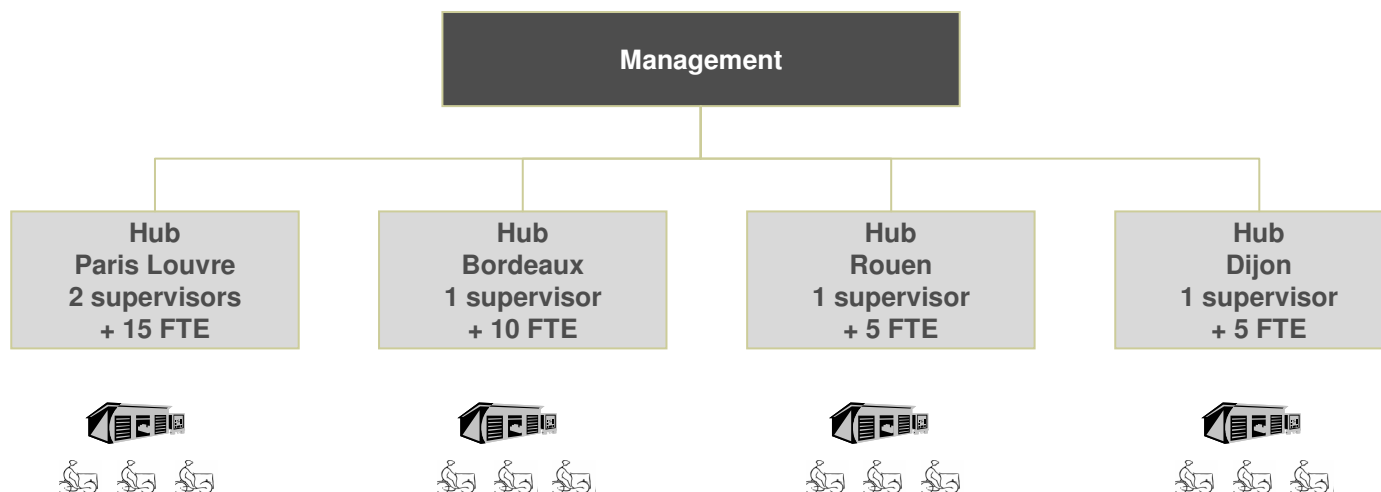 Management
Hub
Paris Louvre
2 supervisors
+ 15 FTE
Hub
Bordeaux
1 supervisor
+ 10 FTE
Hub
Rouen
1 supervisor
+ 5 FTE
Hub
Dijon
1 supervisor
+ 5 FTE